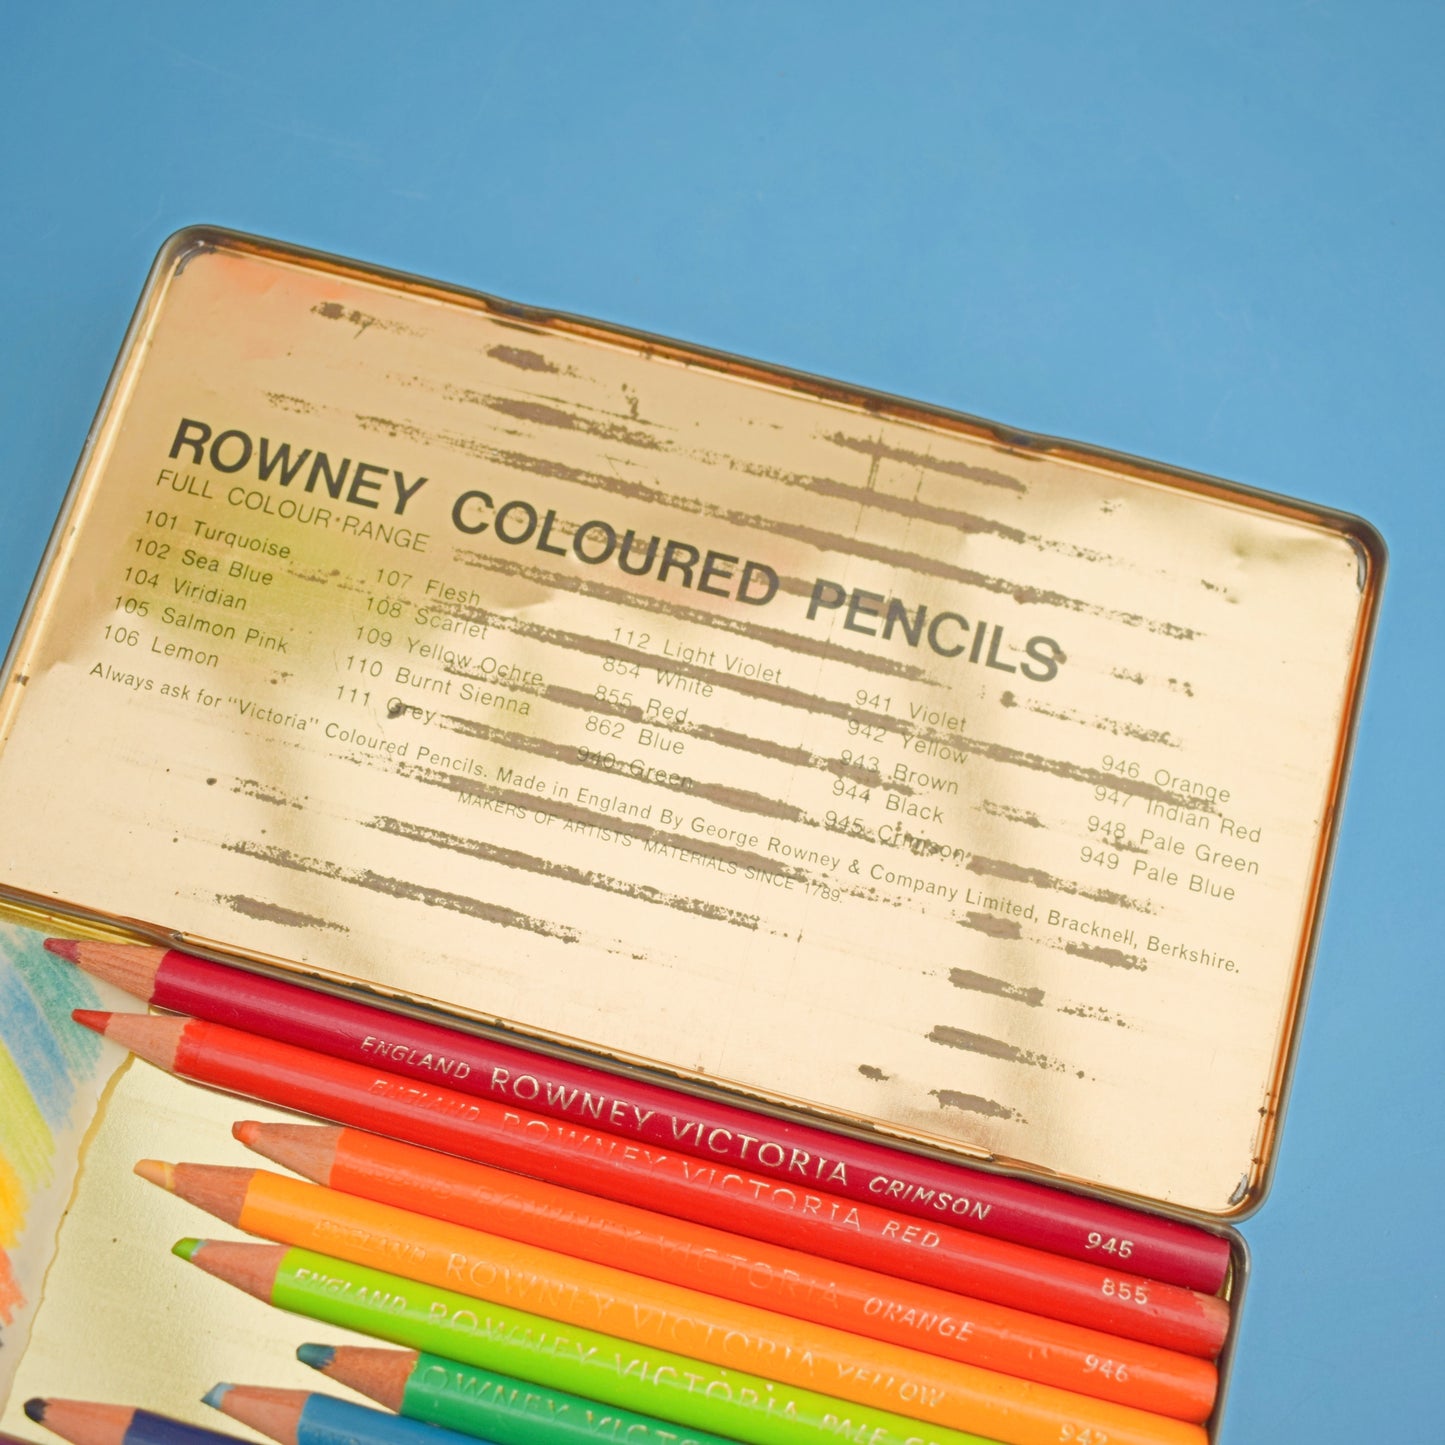 ROWNEY COLOURED PENCILS
FULL COLOUR RANGE
101 Turquoise
102 Sea Blue
104 Viridian
105 Salmon Pink
106 Lemon
107 Flesh
108 Scarlet
109 Yellow Ochre
110 Burnt Sienna
111 Grey
112 Light Violet
854 White
855 Red
862 Blue
940 Green
941 Violet
942 Yellow
943 Brown
944 Black
945 Crimson
946 Orange
947 Indian Red
948 Pale Green
949 Pale Blue
Always ask for "Victoria" Coloured Pencils. Made in England By George Rowney & Company Limited, Bracknell, Berkshire.
MAKERS OF ARTISTS' MATERIALS SINCE 1789.
ENGLAND ROWNEY VICTORIA CRIMSON 945
ENGLAND ROWNEY VICTORIA RED 855
ROWNEY VICTORIA ORANGE 946
ENGLAND ROWNEY VICTORIA YELLOW 942
ENGLAND ROWNEY VICTORIA PALE
OWNEY VICTO